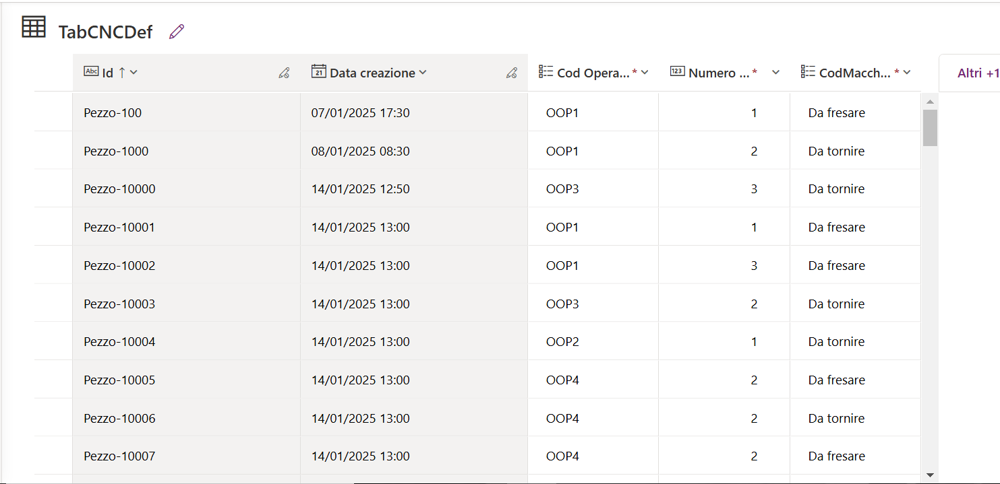 TabCNCDef
Abc Id ↑ 21 Data creazione Cod Opera... * 123 Numero ... * CodMacch... * Altri +1
Pezzo-100 07/01/2025 17:30 OOP1 1 Da fresare
Pezzo-1000 08/01/2025 08:30 OOP1 2 Da tornire
Pezzo-10000 14/01/2025 12:50 OOP3 3 Da tornire
Pezzo-10001 14/01/2025 13:00 OOP1 1 Da fresare
Pezzo-10002 14/01/2025 13:00 OOP1 3 Da fresare
Pezzo-10003 14/01/2025 13:00 OOP3 2 Da tornire
Pezzo-10004 14/01/2025 13:00 OOP2 1 Da tornire
Pezzo-10005 14/01/2025 13:00 OOP4 2 Da fresare
Pezzo-10006 14/01/2025 13:00 OOP4 2 Da tornire
Pezzo-10007 14/01/2025 13:00 OOP4 2 Da fresare